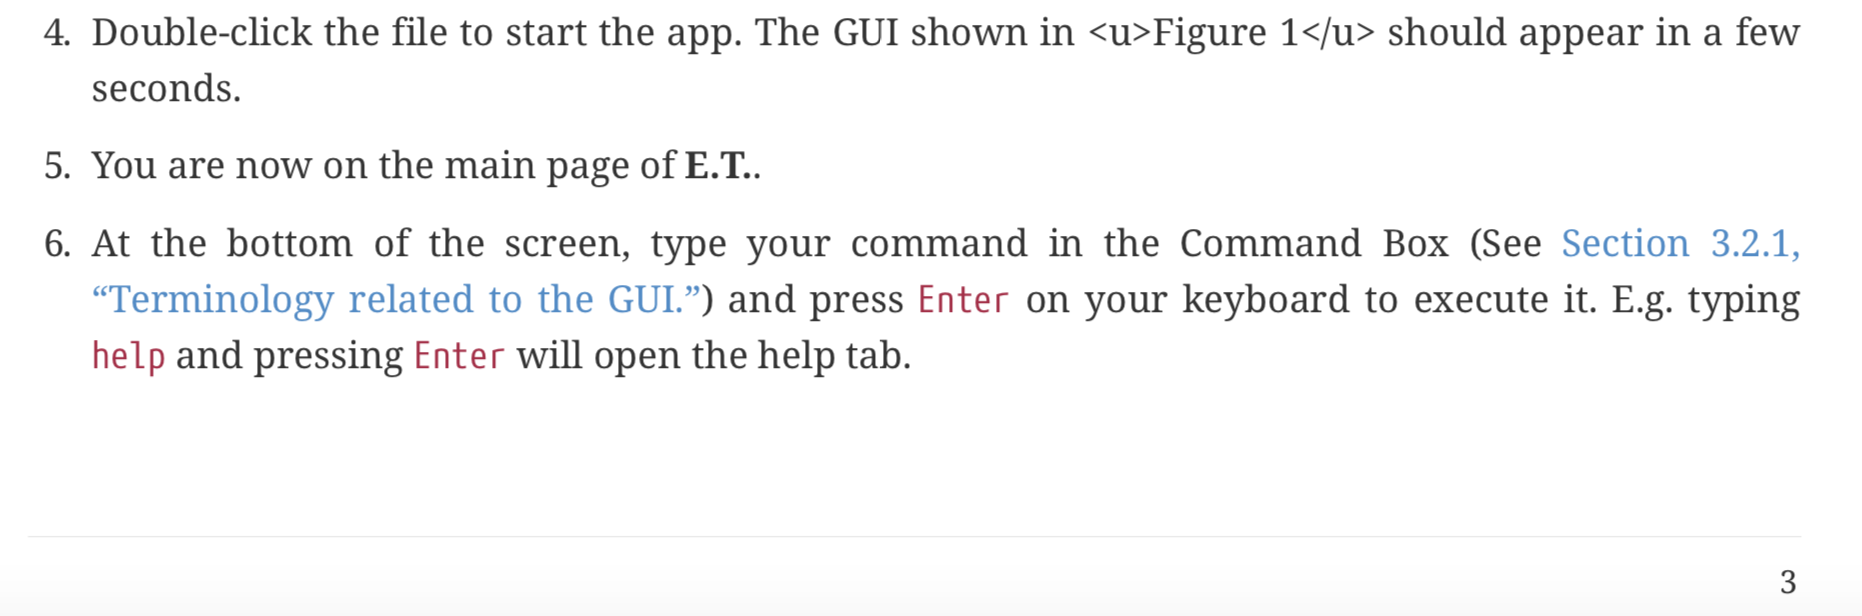 4. Double-click the file to start the app. The GUI shown in <u>Figure 1</u> should appear in a few
seconds.
5. You are now on the main page of E.T..
6. At the bottom of the screen, type your command in the Command Box (See Section 3.2.1,
“Terminology related to the GUI.”) and press Enter on your keyboard to execute it. E.g. typing
help and pressing Enter will open the help tab.
3